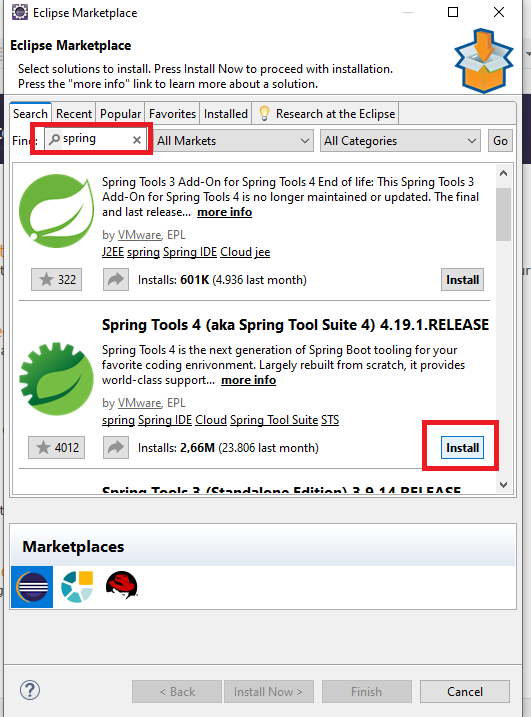 Eclipse Marketplace
Eclipse Marketplace
Select solutions to install. Press Install Now to proceed with installation.
Press the "more info" link to learn more about a solution.
Search Recent Popular Favorites Installed Research at the Eclipse
Find: spring All Markets All Categories Go
Spring Tools 3 Add-On for Spring Tools 4 End of life: This Spring Tools 3
Add-On for Spring Tools 4 is no longer maintained or updated. The final
and last release... more info
by VMware, EPL
J2EE spring Spring IDE Cloud jee
322 Installs: 601K (4.936 last month) Install
Spring Tools 4 (aka Spring Tool Suite 4) 4.19.1.RELEASE
Spring Tools 4 is the next generation of Spring Boot tooling for your
favorite coding enrivonment. Largely rebuilt from scratch, it provides
world-class support... more info
by VMware, EPL
spring Spring IDE Cloud Spring Tool Suite STS
4012 Installs: 2,66M (23.806 last month) Install
Spring Tools 3 (Standalone Edition) 3.9.14.RELEASE
Marketplaces
? < Back Install Now > Finish Cancel